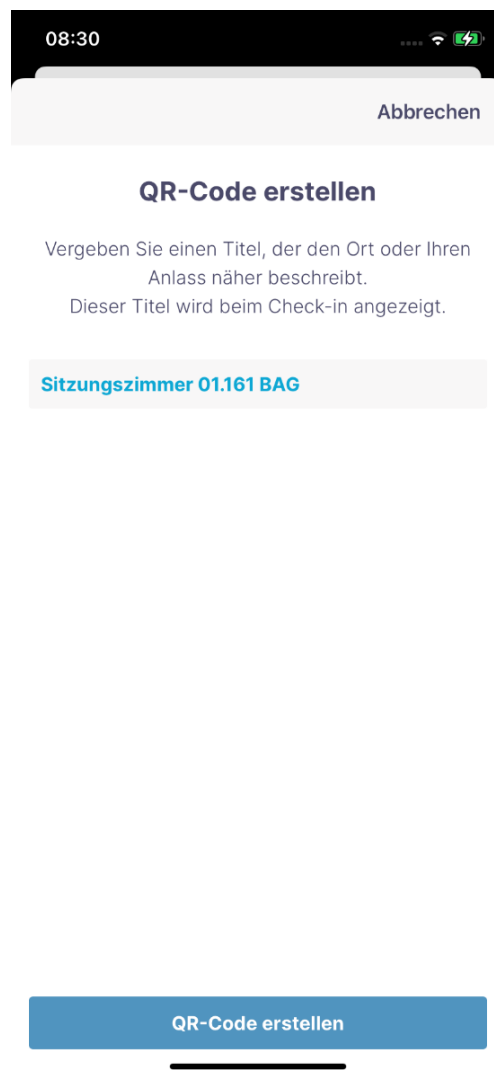 08:30
Abbrechen
QR-Code erstellen
Vergeben Sie einen Titel, der den Ort oder Ihren
Anlass näher beschreibt.
Dieser Titel wird beim Check-in angezeigt.
Sitzungszimmer 01.161 BAG
QR-Code erstellen